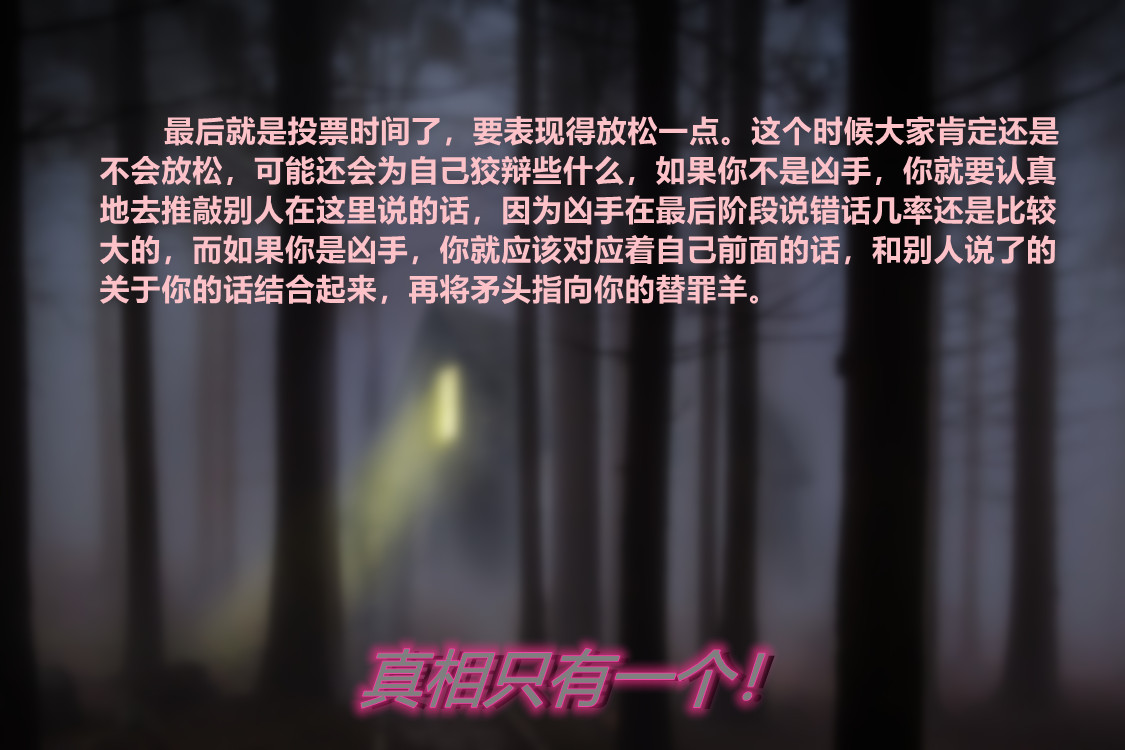 最后就是投票时间了，要表现得放松一点。这个时候大家肯定还是
不会放松，可能还会为自己狡辩些什么，如果你不是凶手，你就要认真
地去推敲别人在这里说的话，因为凶手在最后阶段说错话几率还是比较
大的，而如果你是凶手，你就应该对应着自己前面的话，和别人说了的
关于你的话结合起来，再将矛头指向你的替罪羊。
真相只有一个！